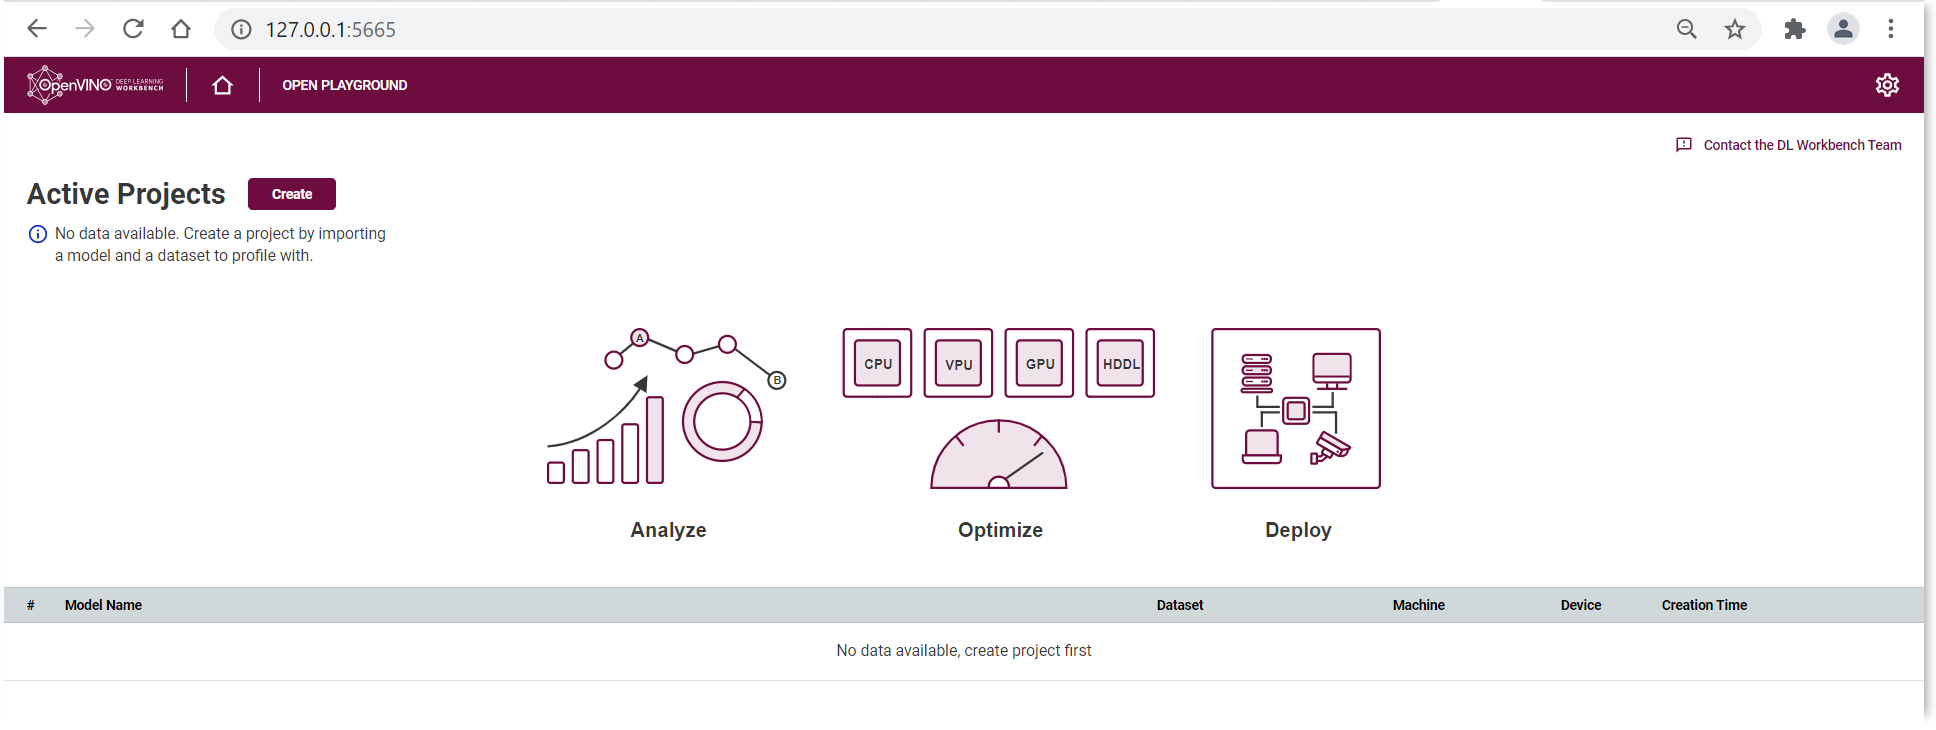 127.0.0.1:5665
OpenVINO DEEP LEARNING WORKBENCH
OPEN PLAYGROUND
Contact the DL Workbench Team
Active Projects Create
No data available. Create a project by importing
a model and a dataset to profile with.
A
B
CPU VPU GPU HDDL
Analyze Optimize Deploy
# Model Name Dataset Machine Device Creation Time
No data available, create project first